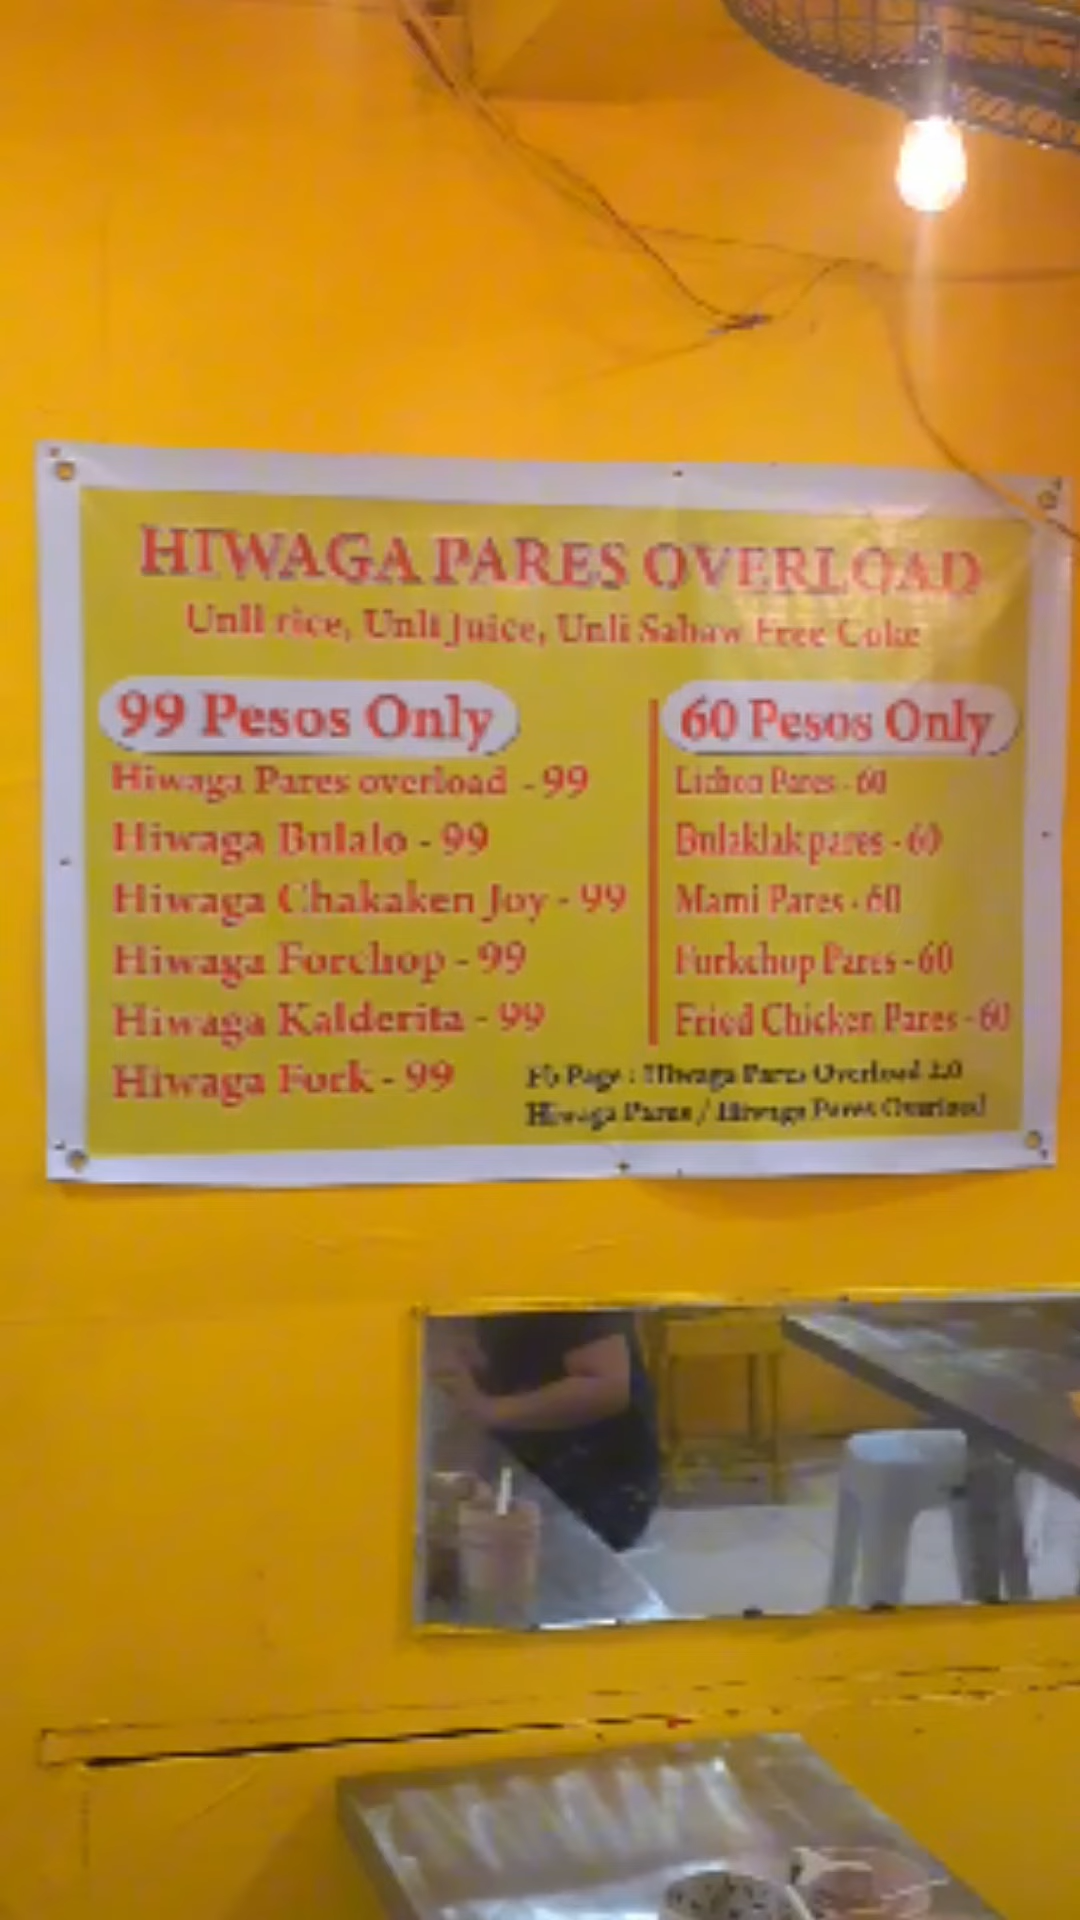 HIWAGA PARES OVERLOAD
Unli rice, Unli Juice, Unli Sabaw Free Coke
99 Pesos Only
Hiwaga Pares overload - 99
Hiwaga Bulalo - 99
Hiwaga Chakaken Joy - 99
Hiwaga Forchop - 99
Hiwaga Kalderita - 99
Hiwaga Fork - 99
60 Pesos Only
Lichon Pares - 60
Bulaklak pares - 60
Mami Pares - 60
Forkchop Pares - 60
Fried Chicken Pares - 60
Fb Page : Hiwaga Pares Overload 2.0
Hiwaga Pares / Hiwaga Pares Overload